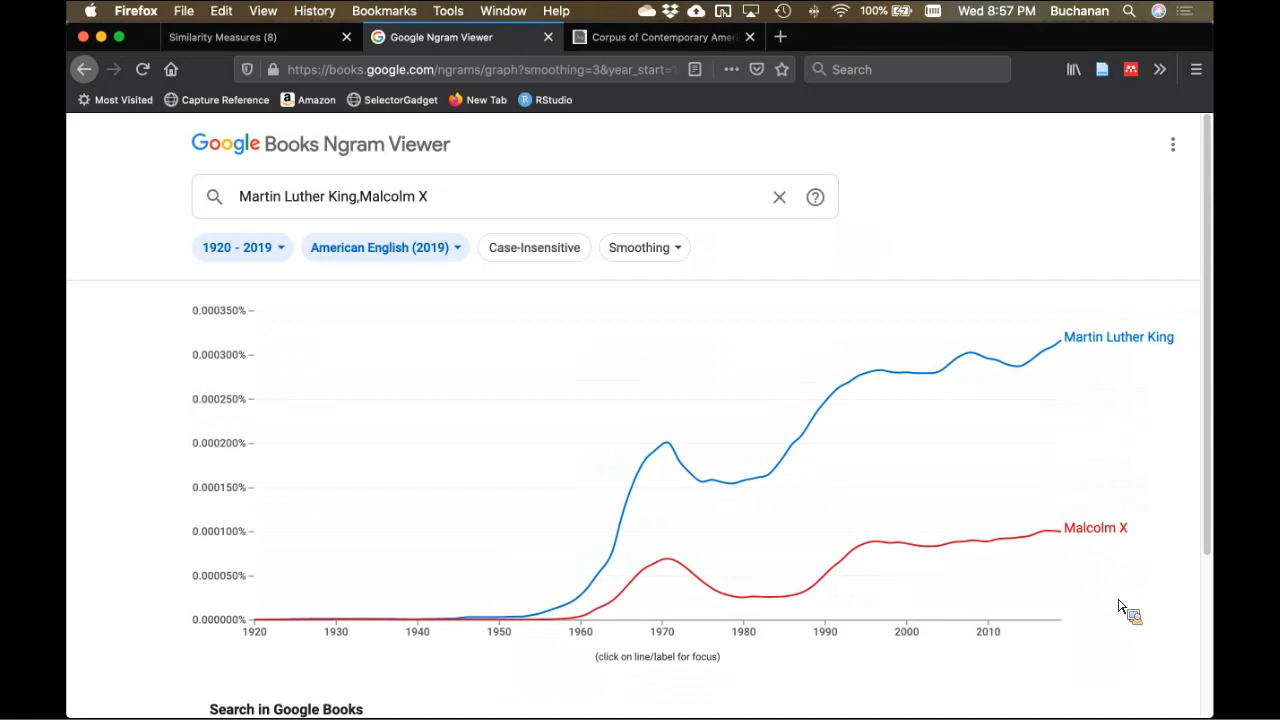 Firefox File Edit View History Bookmarks Tools Window Help 100% Wed 8:57 PM Buchanan
Similarity Measures (8) Google Ngram Viewer Corpus of Contemporary Amer
https://books.google.com/ngrams/graph?smoothing=3&year_start=1 Search
Most Visited Capture Reference Amazon SelectorGadget New Tab RStudio
Google Books Ngram Viewer
Martin Luther King,Malcolm X
1920 - 2019 American English (2019) Case-Insensitive Smoothing
0.000350%
Martin Luther King
0.000300%
0.000250%
0.000200%
0.000150%
0.000100%
Malcolm X
0.000050%
0.000000%
1920 1930 1940 1950 1960 1970 1980 1990 2000 2010
(click on line/label for focus)
Search in Google Books